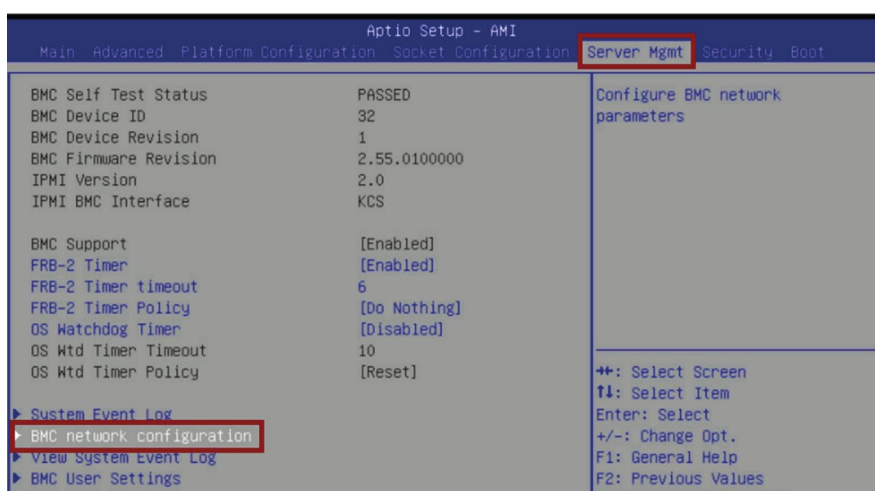 Aptio Setup - AMI
Main Advanced Platform Configuration Socket Configuration Server Mgmt Security Boot
BMC Self Test Status PASSED
BMC Device ID 32
BMC Device Revision 1
BMC Firmware Revision 2.55.0100000
IPMI Version 2.0
IPMI BMC Interface KCS
BMC Support [Enabled]
FRB-2 Timer [Enabled]
FRB-2 Timer timeout 6
FRB-2 Timer Policy [Do Nothing]
OS Watchdog Timer [Disabled]
OS Wtd Timer Timeout 10
OS Wtd Timer Policy [Reset]
System Event Log
BMC network configuration
View System Event Log
BMC User Settings
Configure BMC network
parameters
→←: Select Screen
↑↓: Select Item
Enter: Select
+/-: Change Opt.
F1: General Help
F2: Previous Values